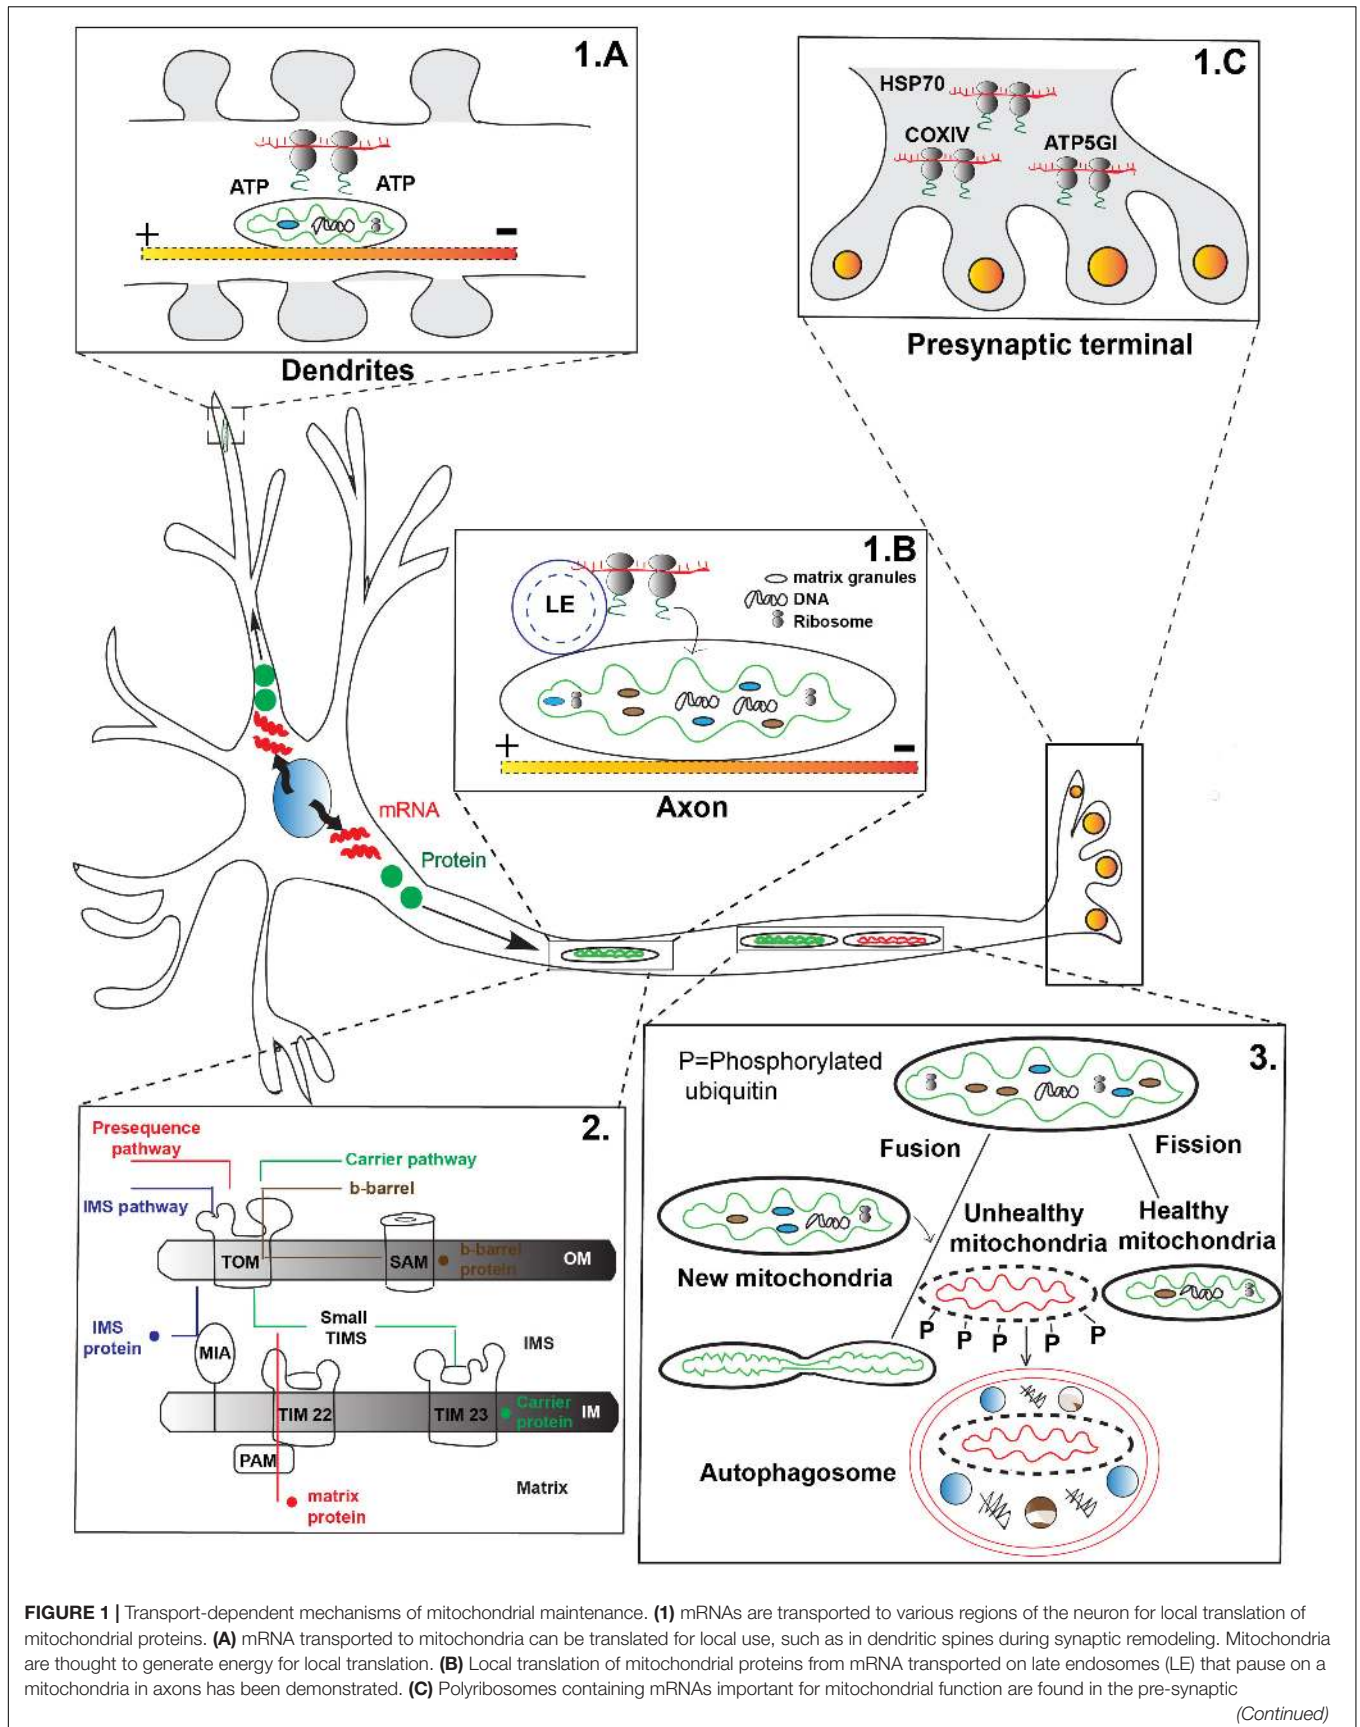 1.A
ATP
ATP
+
-
Dendrites
1.C
HSP70
COXIV
ATP5GI
Presynaptic terminal
1.B
LE
matrix granules
DNA
Ribosome
+
-
Axon
mRNA
Protein
2.
Presequence
pathway
Carrier pathway
b-barrel
IMS pathway
TOM
SAM
b-barrel
protein
OM
IMS
protein
MIA
Small
TIMS
IMS
TIM 22
TIM 23
Carrier
protein
IM
PAM
Matrix
matrix
protein
3.
P=Phosphorylated
ubiquitin
Fusion
Fission
New mitochondria
Unhealthy
mitochondria
Healthy
mitochondria
P
P
P
P
P
Autophagosome
FIGURE 1 | Transport-dependent mechanisms of mitochondrial maintenance. (1) mRNAs are transported to various regions of the neuron for local translation of
mitochondrial proteins. (A) mRNA transported to mitochondria can be translated for local use, such as in dendritic spines during synaptic remodeling. Mitochondria
are thought to generate energy for local translation. (B) Local translation of mitochondrial proteins from mRNA transported on late endosomes (LE) that pause on a
mitochondria in axons has been demonstrated. (C) Polyribosomes containing mRNAs important for mitochondrial function are found in the pre-synaptic
(Continued)